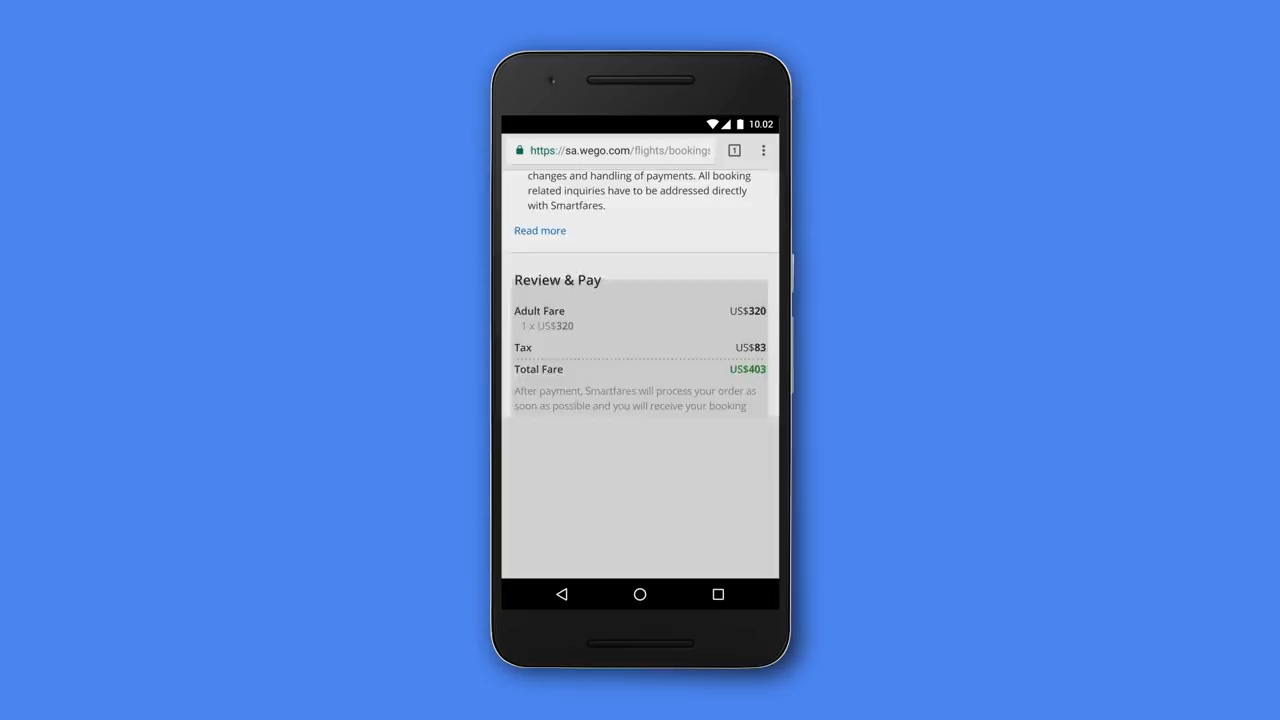 10.02
https://sa.wego.com/flights/bookings
1
changes and handling of payments. All booking
related inquiries have to be addressed directly
with Smartfares.
Read more
Review & Pay
Adult Fare US$320
1 x US$320
Tax US$83
Total Fare US$403
After payment, Smartfares will process your order as
soon as possible and you will receive your booking